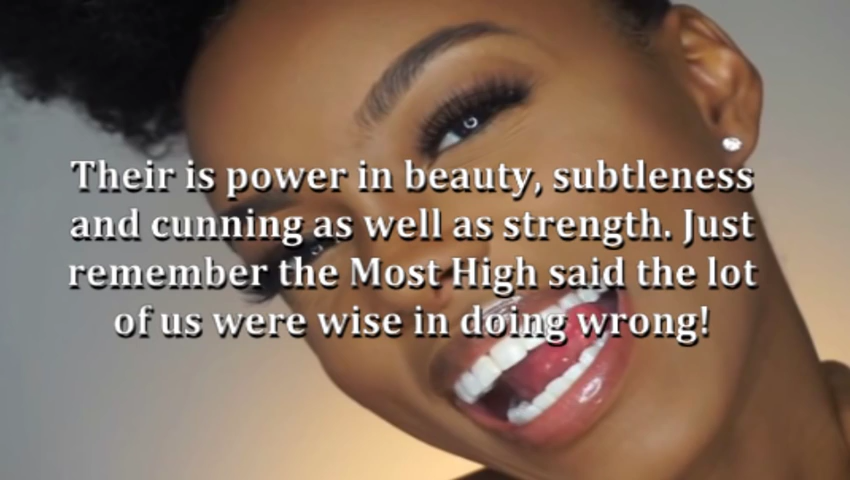 Their is power in beauty, subtleness
and cunning as well as strength. Just
remember the Most High said the lot
of us were wise in doing wrong!